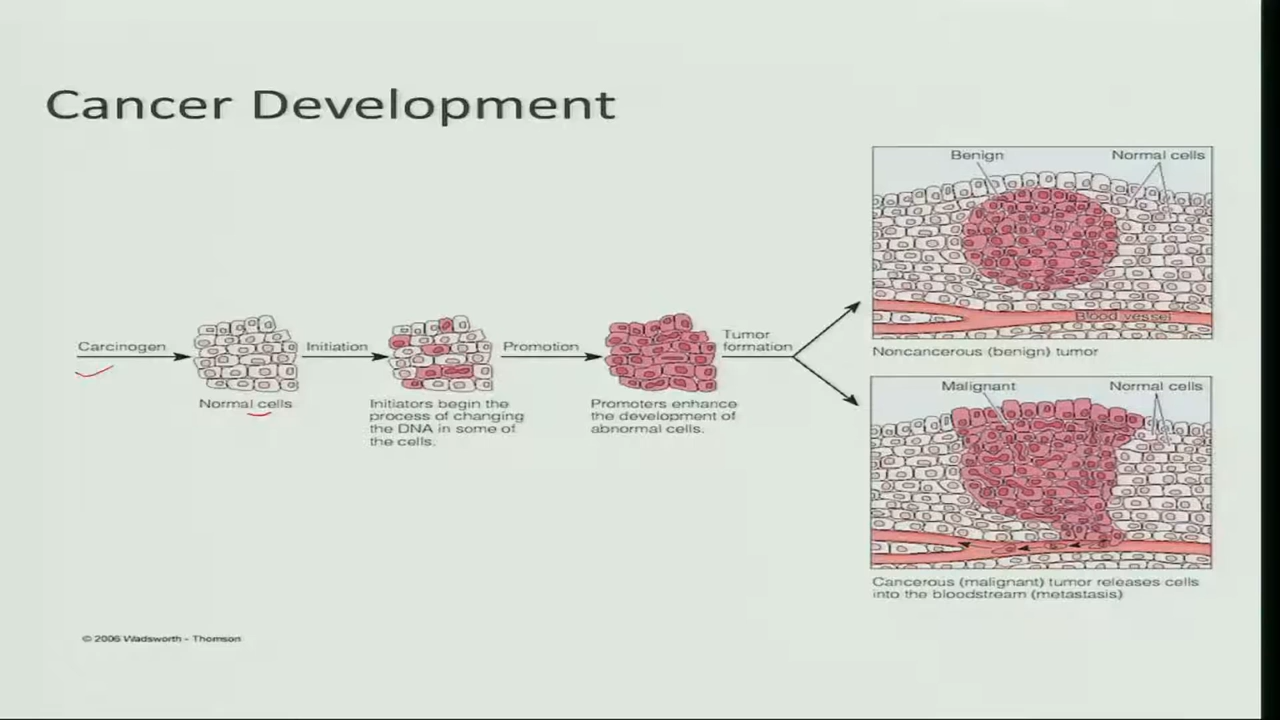 Cancer Development
Carcinogen
Normal cells
Initiation
Initiators begin the
process of changing
the DNA in some of
the cells.
Promotion
Promoters enhance
the development of
abnormal cells.
Tumor
formation
Benign
Normal cells
Blood vessel
Noncancerous (benign) tumor
Malignant
Normal cells
Cancerous (malignant) tumor releases cells
into the bloodstream (metastasis)
© 2006 Wadsworth - Thomson